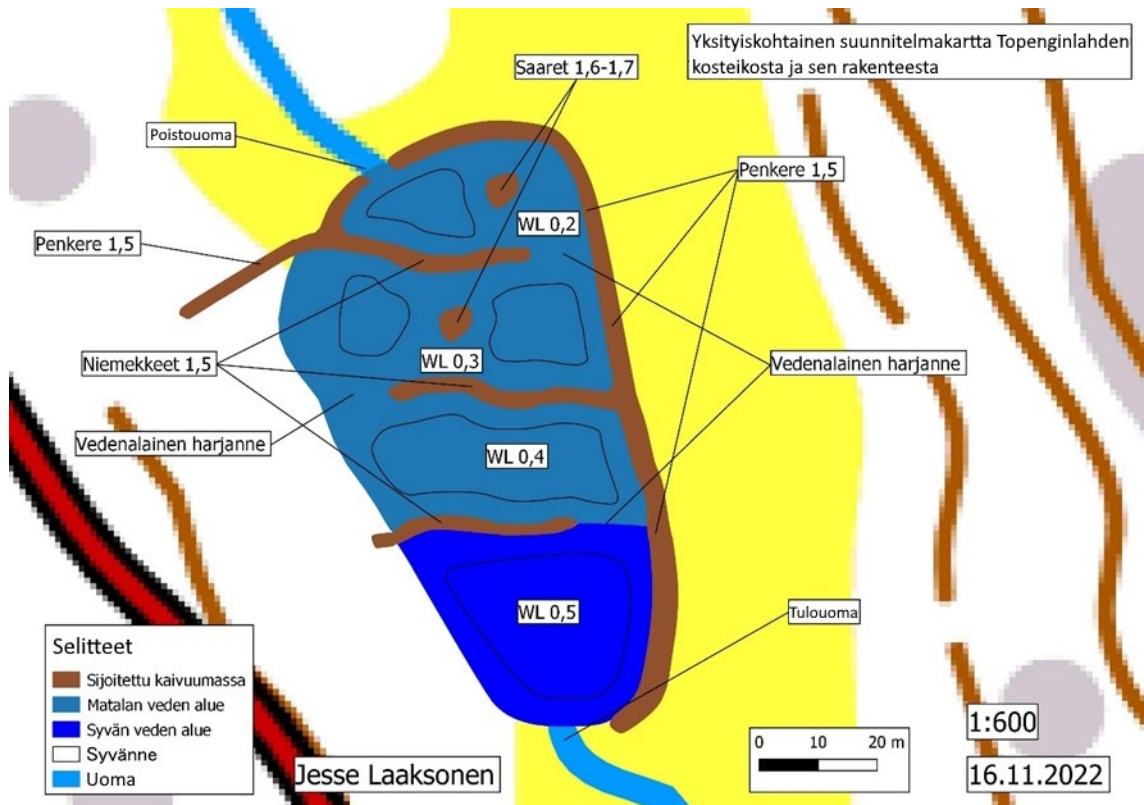 Yksityiskohtainen suunnitelmakartta Topenginlahden
kosteikosta ja sen rakenteesta
Saaret 1,6-1,7
Poistouoma
Penkere 1,5
WL 0,2
Penkere 1,5
Niemekkeet 1,5
WL 0,3
Vedenalainen harjanne
Vedenalainen harjanne
WL 0,4
WL 0,5
Tulouoma
Selitteet
Sijoitettu kaivuumassa
Matalan veden alue
Syvän veden alue
Syvänne
Uoma
Jesse Laaksonen
0 10 20 m
1:600
16.11.2022